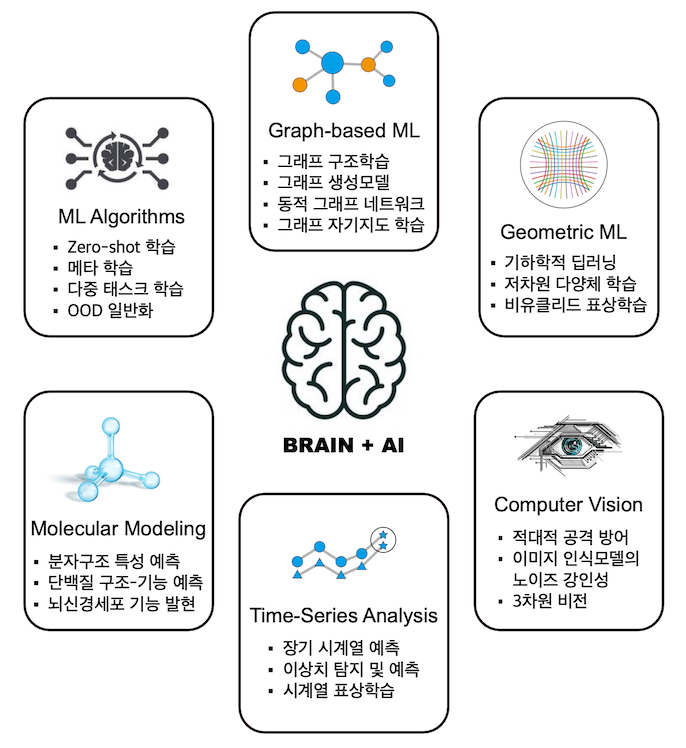 Graph-based ML
▪ 그래프 구조학습
▪ 그래프 생성모델
▪ 동적 그래프 네트워크
▪ 그래프 자기지도 학습
ML Algorithms
▪ Zero-shot 학습
▪ 메타 학습
▪ 다중 태스크 학습
▪ OOD 일반화
Geometric ML
▪ 기하학적 딥러닝
▪ 저차원 다양체 학습
▪ 비유클리드 표상학습
BRAIN + AI
Molecular Modeling
▪ 분자구조 특성 예측
▪ 단백질 구조-기능 예측
▪ 뇌신경세포 기능 발현
Computer Vision
▪ 적대적 공격 방어
▪ 이미지 인식모델의
노이즈 강인성
▪ 3차원 비전
Time-Series Analysis
▪ 장기 시계열 예측
▪ 이상치 탐지 및 예측
▪ 시계열 표상학습